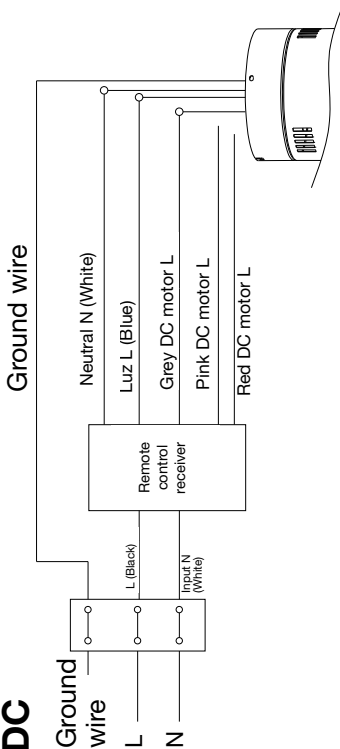 DC
Ground wire
Ground
wire
L
N
L (Black)
Input N
(White)
Remote
control
receiver
Neutral N (White)
Luz L (Blue)
Grey DC motor L
Pink DC motor L
Red DC motor L